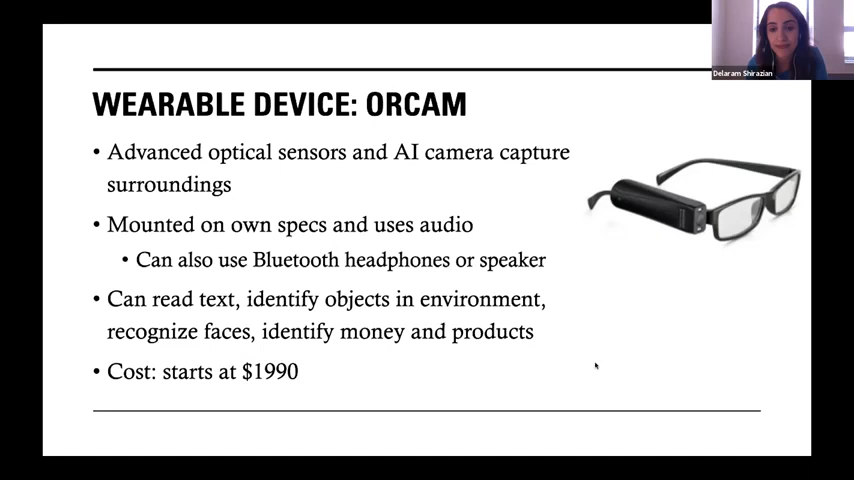 Delaram Shirazian
WEARABLE DEVICE: ORCAM
• Advanced optical sensors and AI camera capture
surroundings
• Mounted on own specs and uses audio
• Can also use Bluetooth headphones or speaker
• Can read text, identify objects in environment,
recognize faces, identify money and products
• Cost: starts at $1990